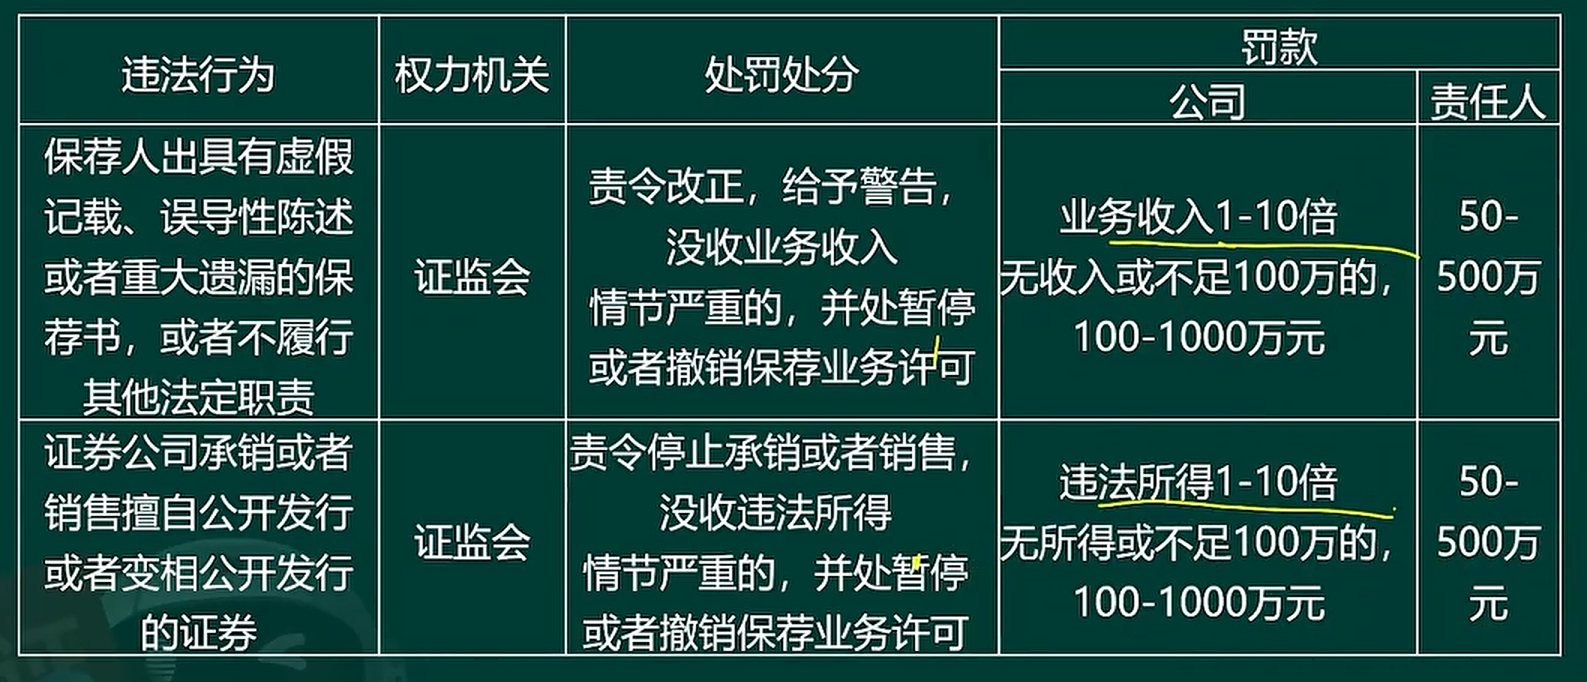 违法行为
权力机关
处罚处分
罚款
公司
责任人
保荐人出具有虚假
记载、误导性陈述
或者重大遗漏的保
荐书，或者不履行
其他法定职责
证监会
责令改正，给予警告，
没收业务收入
情节严重的，并处暂停
或者撤销保荐业务许可
业务收入1-10倍
无收入或不足100万的，
100-1000万元
50-
500万
元
证券公司承销或者
销售擅自公开发行
或者变相公开发行
的证券
证监会
责令停止承销或者销售，
没收违法所得
情节严重的，并处暂停
或者撤销保荐业务许可
违法所得1-10倍
无所得或不足100万的，
100-1000万元
50-
500万
元